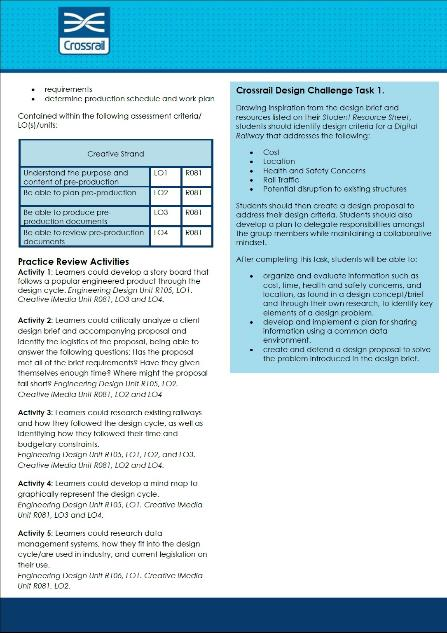 Crossrail
• requirements
• determine production schedule and work plan
Contained within the following assessment criteria/
LO(s)/units:
Creative Strand
Understand the purpose and
content of pre-production
LO1
R081
Be able to plan pre-production
LO2
R081
Be able to produce pre-
production documents
LO3
R081
Be able to review pre-production
documents
LO4
R081
Practice Review Activities
Activity 1: Learners could develop a story board that
follows a popular engineered product through the
design cycle. Engineering Design Unit R105, LO1.
Creative iMedia Unit R081, LO3 and LO4.
Activity 2: Learners could critically analyze a client
design brief and accompanying proposal and
identify the logistics of the proposal, being able to
answer the following questions: Has the proposal
met all of the brief requirements? Have they given
themselves enough time? Where might the proposal
fall short? Engineering Design Unit R105, LO2.
Creative iMedia Unit R081, LO2 and LO4
Activity 3: Learners could research existing railways
and how they followed the design cycle, as well as
identifying how they followed their time and
budgetary constraints.
Engineering Design Unit R105, LO1, LO2, and LO3.
Creative iMedia Unit R081, LO2 and LO4.
Activity 4: Learners could develop a mind map to
graphically represent the design cycle.
Engineering Design Unit R105, LO1. Creative iMedia
Unit R081, LO3 and LO4.
Activity 5: Learners could research data
management systems, how they fit into the design
cycle/are used in industry, and current legislation on
their use.
Engineering Design Unit R106, LO1. Creative iMedia
Unit R081, LO2.
Crossrail Design Challenge Task 1.
Drawing inspiration from the design brief and
resources listed on their Student Resource Sheet,
students should identify design criteria for a Digital
Railway that addresses the following:
• Cost
• Location
• Health and Safety Concerns
• Rail Traffic
• Potential disruption to existing structures
Students should then create a design proposal to
address their design criteria. Students should also
develop a plan to delegate responsibilities amongst
the group members while maintaining a collaborative
mindset.
After completing this task, students will be able to:
• organize and evaluate information such as
cost, time, health and safety concerns, and
location, as found in a design concept/brief
and through their own research, to identify key
elements of a design problem.
• develop and implement a plan for sharing
information using a common data
environment.
• create and defend a design proposal to solve
the problem introduced in the design brief.